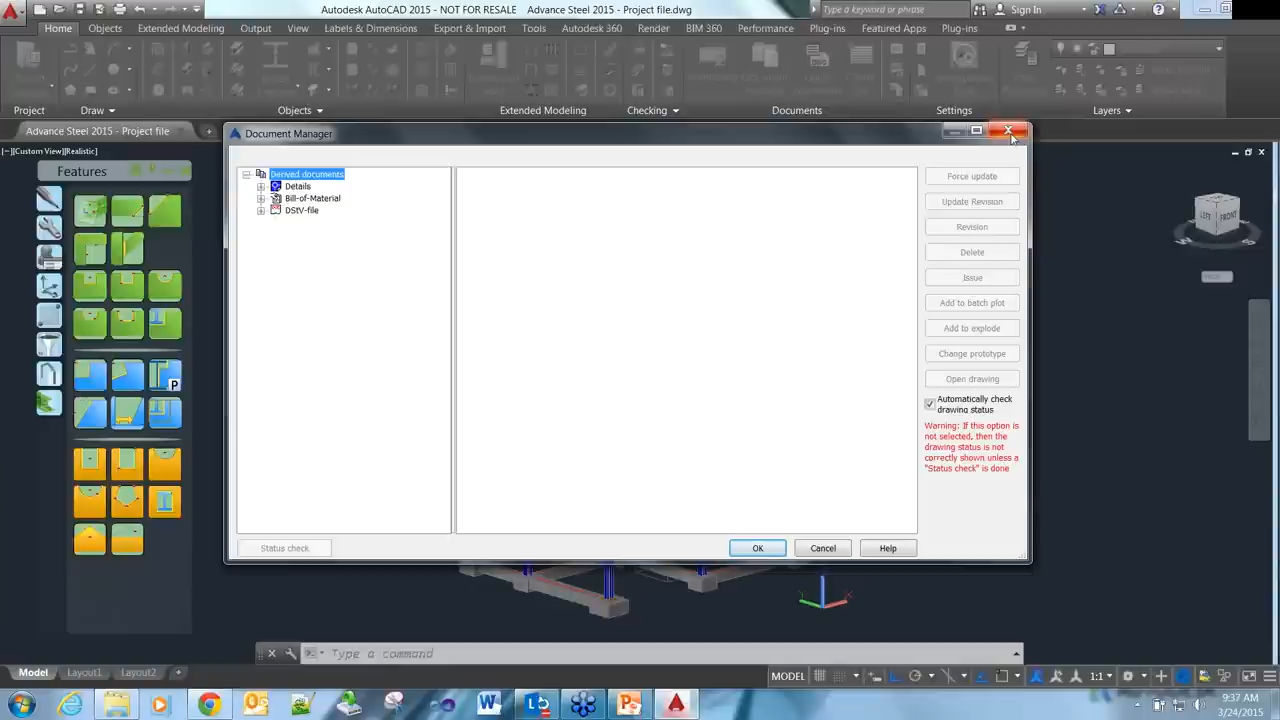 Autodesk AutoCAD 2015 - NOT FOR RESALE Advance Steel 2015 - Project file.dwg
Type a keyword or phrase
Sign In
Home Objects Extended Modeling Output View Labels & Dimensions Export & Import Tools Autodesk 360 Render BIM 360 Performance Plug-ins Featured Apps Plug-ins
Project Draw Objects Extended Modeling Checking Documents Settings Layers
Advance Steel 2015 - Project file
[−][Custom View][Realistic]
Features
P
LEFT FRONT
Document Manager
Derived documents
Details
Bill-of-Material
DStV-file
Force update
Update Revision
Revision
Delete
Issue
Add to batch plot
Add to explode
Change prototype
Open drawing
Automatically check
drawing status
Warning: If this option is
not selected, then the
drawing status is not
correctly shown unless a
"Status check" is done
Status check
OK
Cancel
Help
Type a command
Model Layout1 Layout2 +
MODEL
1:1
9:37 AM
3/24/2015